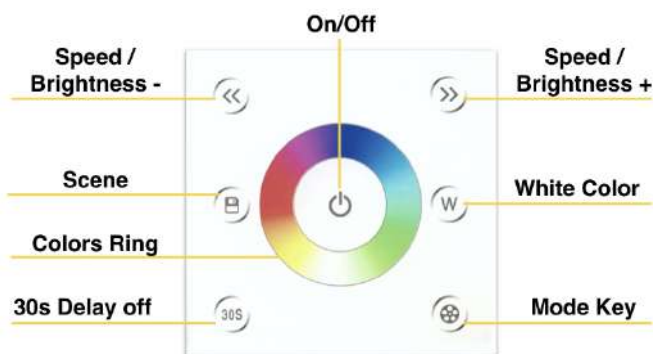 On/Off
Speed /
Brightness -
Speed /
Brightness +
Scene
W
White Color
Colors Ring
30s Delay off
30S
Mode Key